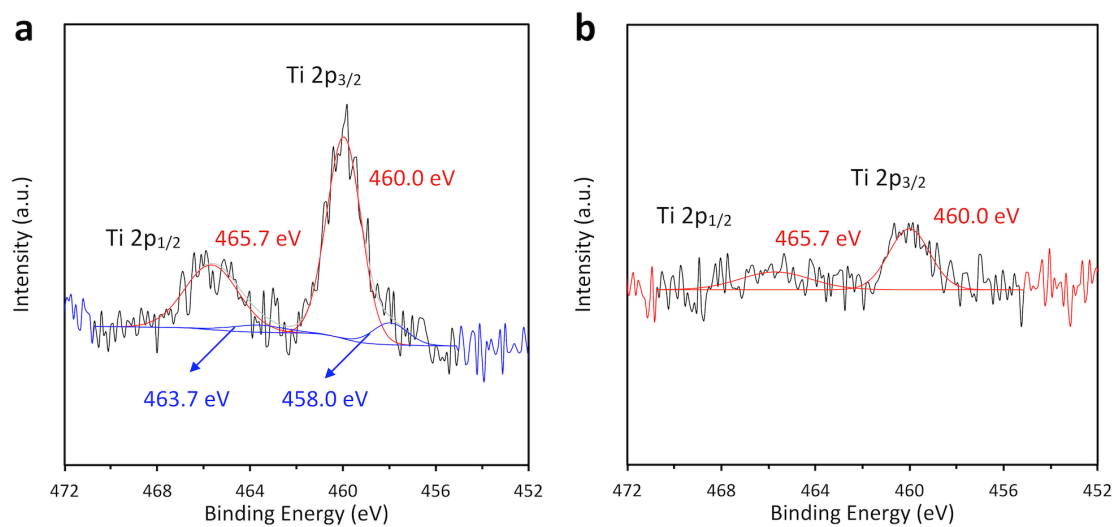 a
Ti 2p3/2
460.0 eV
Ti 2p1/2
465.7 eV
463.7 eV
458.0 eV
Intensity (a.u.)
472 468 464 460 456 452
Binding Energy (eV)
b
Ti 2p3/2
Ti 2p1/2
460.0 eV
465.7 eV
Intensity (a.u.)
472 468 464 460 456 452
Binding Energy (eV)